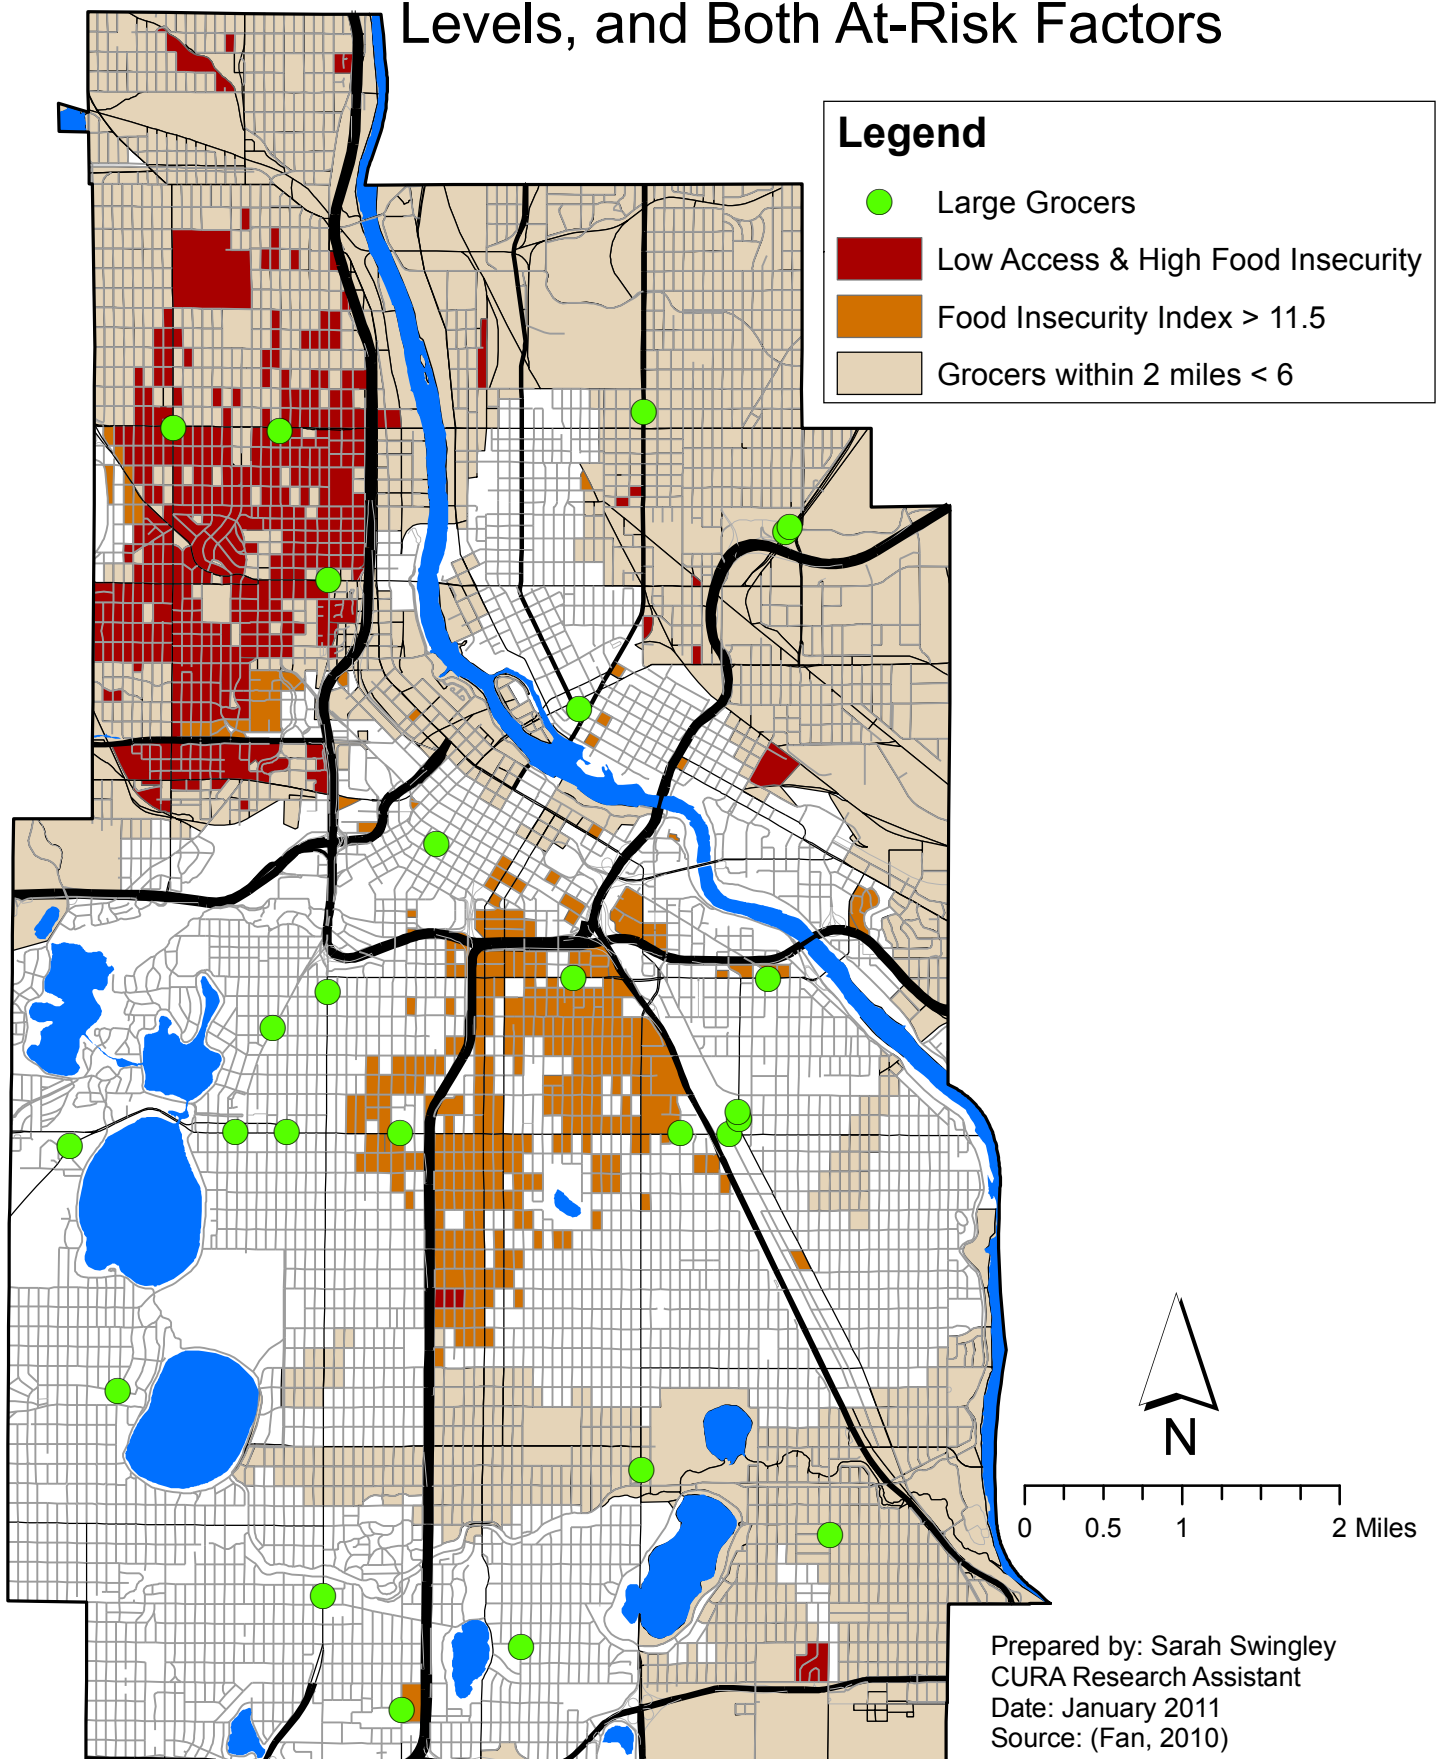 Levels, and Both At-Risk Factors
Legend
Large Grocers
Low Access & High Food Insecurity
Food Insecurity Index > 11.5
Grocers within 2 miles < 6
N
0 0.5 1 2 Miles
Prepared by: Sarah Swingley
CURA Research Assistant
Date: January 2011
Source: (Fan, 2010)